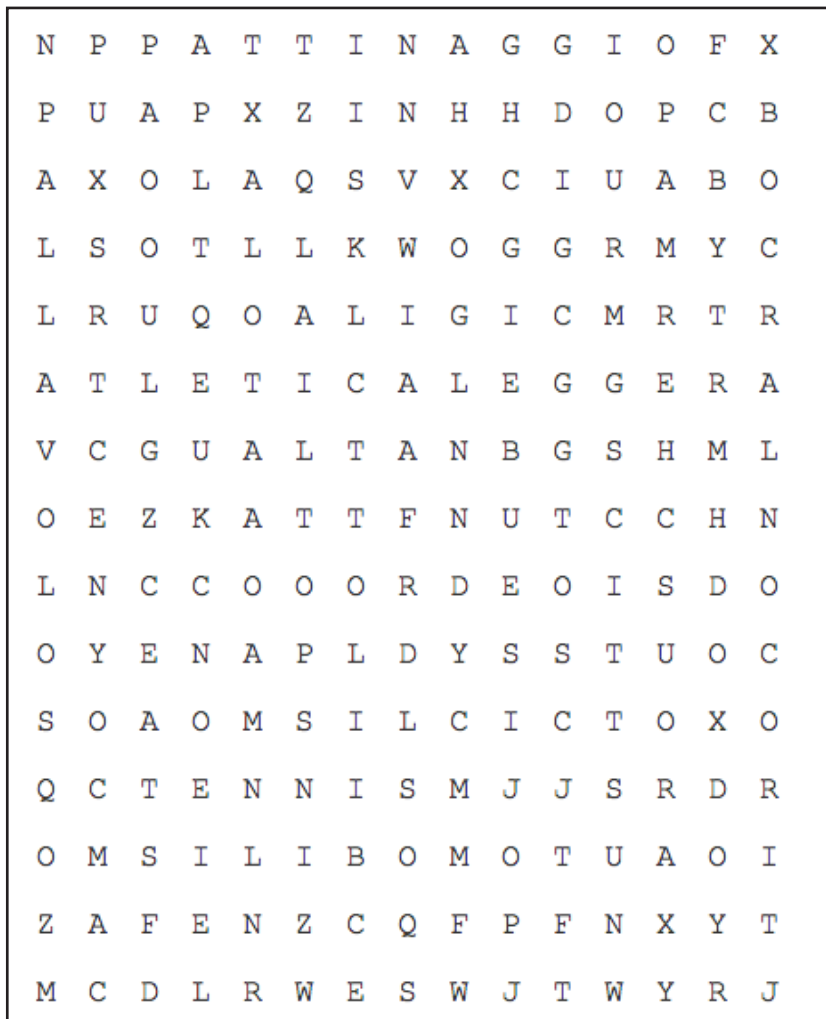 N P P A T T I N A G G I O F X
P U A P X Z I N H H D O P C B
A X O L A Q S V X C I U A B O
L S O T L L K W O G G R M Y C
L R U Q O A L I G I C M R T R
A T L E T I C A L E G G E R A
V C G U A L T A N B G S H M L
O E Z K A T T F N U T C C H N
L N C C O O O R D E O I S D O
O Y E N A P L D Y S S T U O C
S O A O M S I L C I C T O X O
Q C T E N N I S M J J S R D R
O M S I L I B O M O T U A O I
Z A F E N Z C Q F P F N X Y T
M C D L R W E S W J T W Y R J